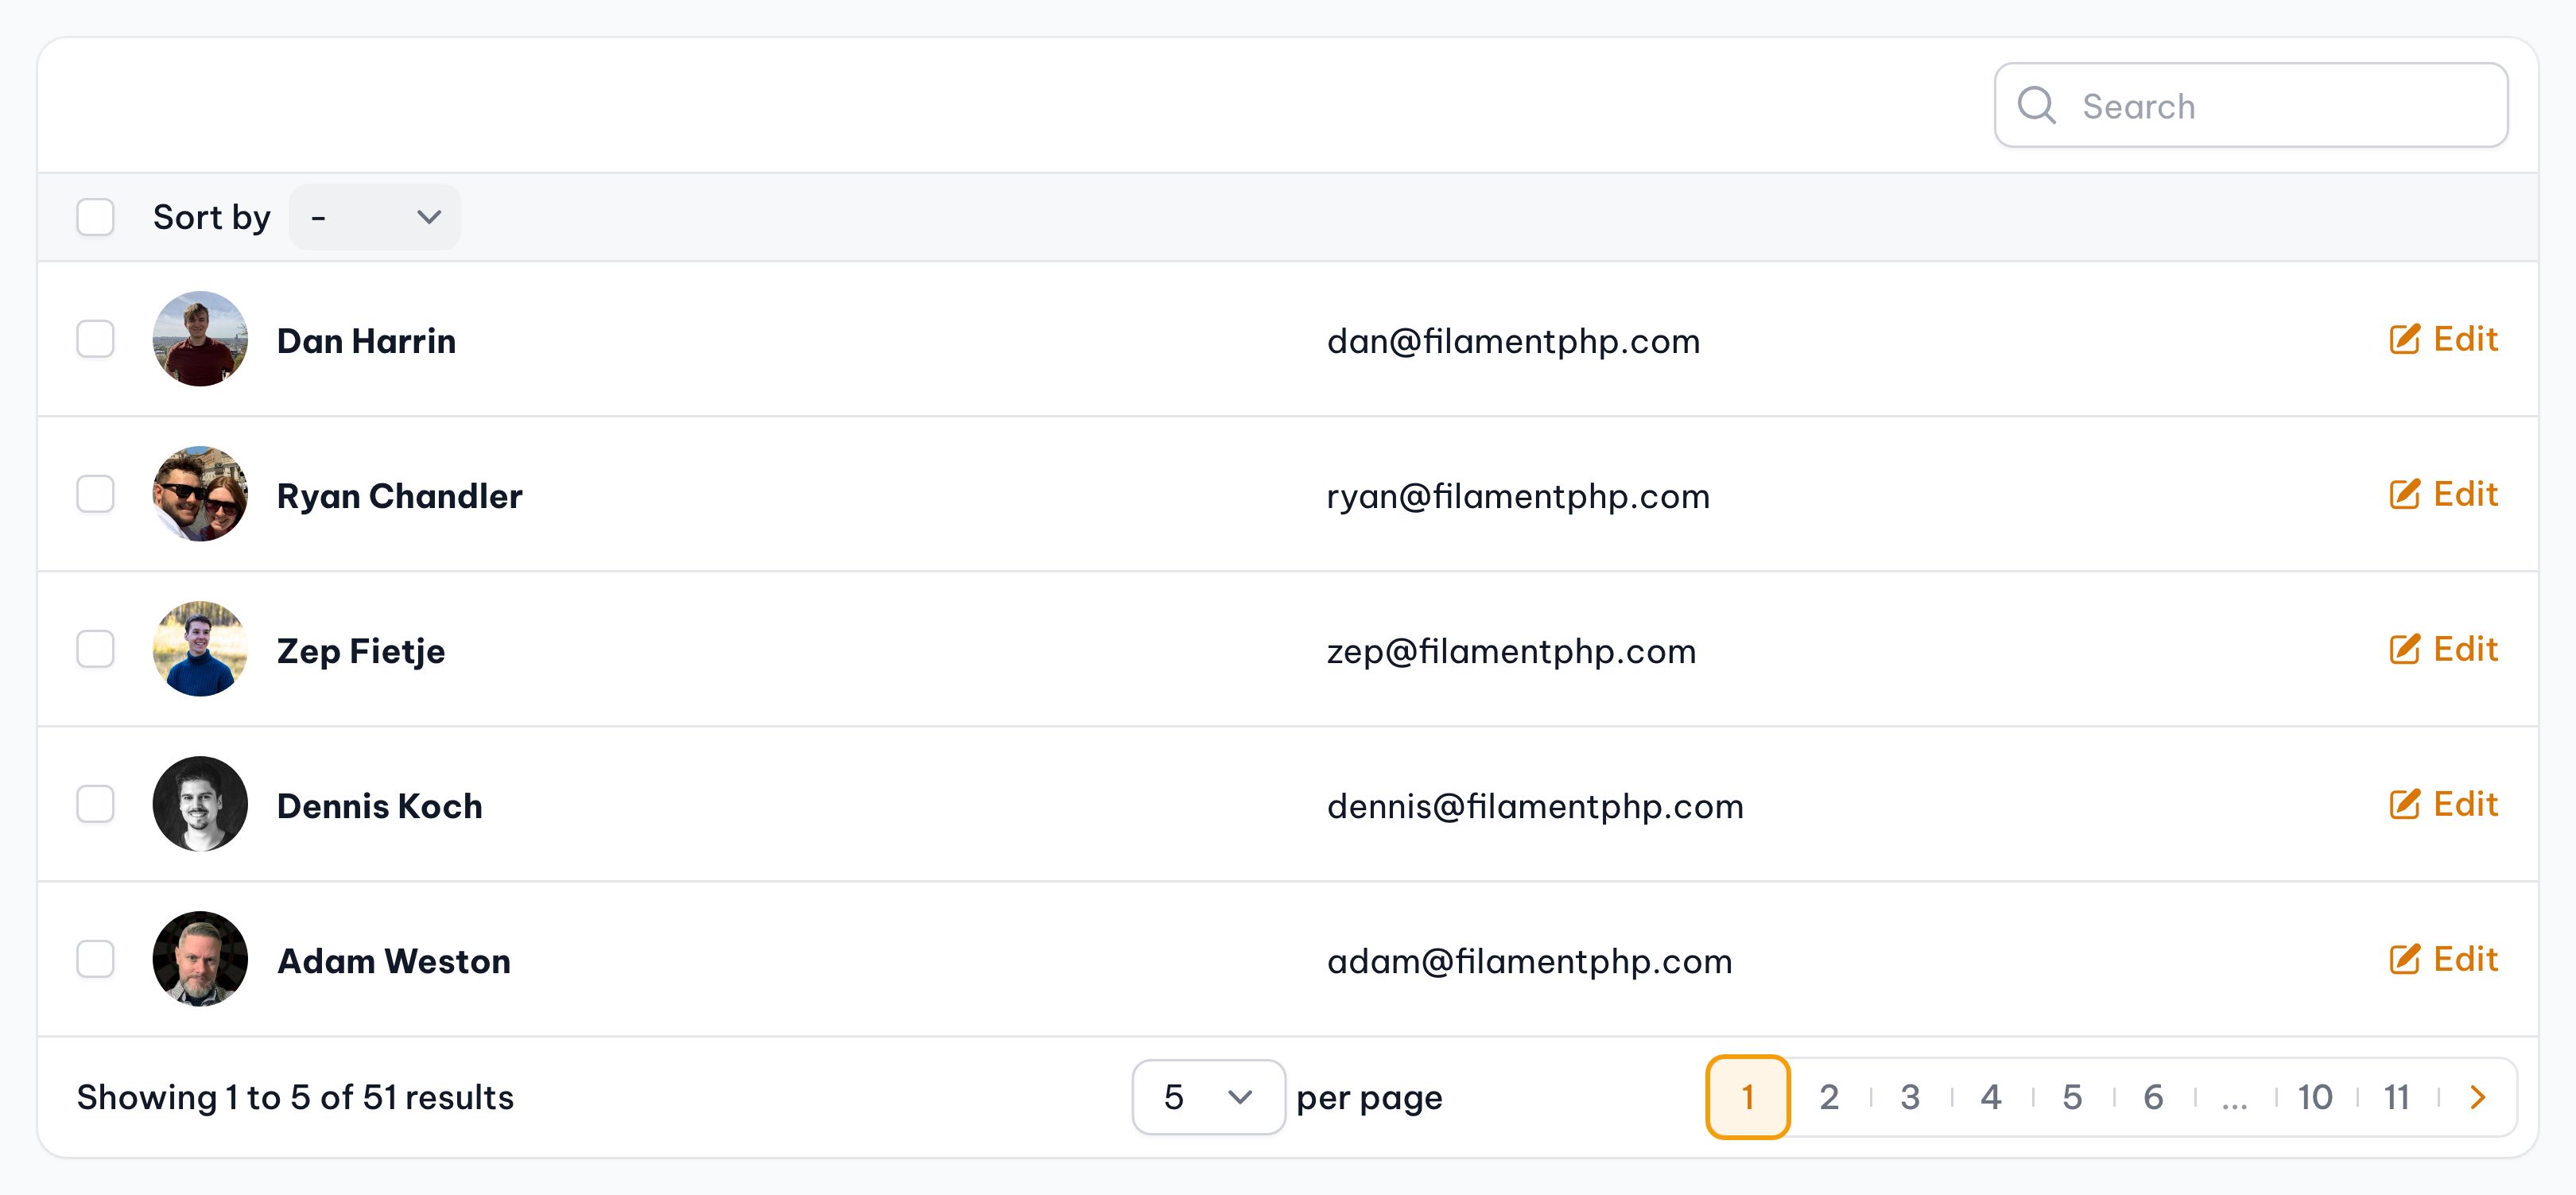 Search
Sort by -
Dan Harrin dan@filamentphp.com Edit
Ryan Chandler ryan@filamentphp.com Edit
Zep Fietje zep@filamentphp.com Edit
Dennis Koch dennis@filamentphp.com Edit
Adam Weston adam@filamentphp.com Edit
Showing 1 to 5 of 51 results 5 per page 1 2 3 4 5 6 ... 10 11